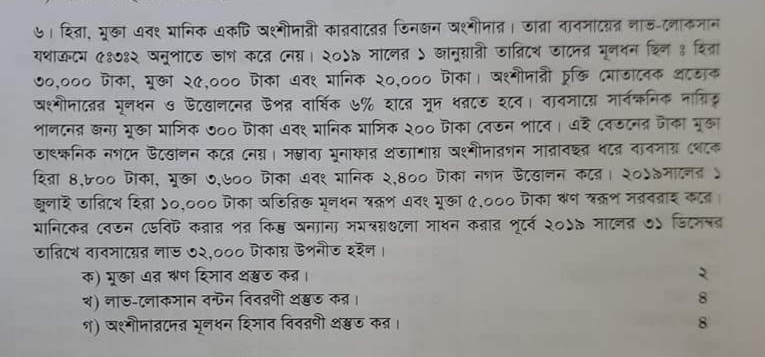 ৬। হিরা, মুক্তা এবং মানিক একটি অংশীদারী কারবারের তিনজন অংশীদার। তারা ব্যবসায়ের লাভ-লোকসান
যথাক্রমে ৫ঃ৩ঃ২ অনুপাতে ভাগ করে নেয়। ২০১৯ সালের ১ জানুয়ারী তারিখে তাদের মূলধন ছিল ঃ হিরা
৩০,০০০ টাকা, মুক্তা ২৫,০০০ টাকা এবং মানিক ২০,০০০ টাকা। অংশীদারী চুক্তি মোতাবেক প্রত্যেক
অংশীদারের মূলধন ও উত্তোলনের উপর বার্ষিক ৬% হারে সুদ ধরতে হবে। ব্যবসায়ে সার্বক্ষনিক দায়িত্ব
পালনের জন্য মুক্তা মাসিক ৩০০ টাকা এবং মানিক মাসিক ২০০ টাকা বেতন পাবে। এই বেতনের টাকা মুক্তা
তাৎক্ষনিক নগদে উত্তোলন করে নেয়। সম্ভাব্য মুনাফার প্রত্যাশায় অংশীদারগন সারাবছর ধরে ব্যবসায় থেকে
হিরা ৪,৮০০ টাকা, মুক্তা ৩,৬০০ টাকা এবং মানিক ২,৪০০ টাকা নগদ উত্তোলন করে। ২০১৯সালের ১
জুলাই তারিখে হিরা ১০,০০০ টাকা অতিরিক্ত মূলধন স্বরূপ এবং মুক্তা ৫,০০০ টাকা ঋণ স্বরূপ সরবরাহ করে।
মানিকের বেতন ডেবিট করার পর কিন্তু অন্যান্য সমন্বয়গুলো সাধন করার পূর্বে ২০১৯ সালের ৩১ ডিসেম্বর
তারিখে ব্যবসায়ের লাভ ৩২,০০০ টাকায় উপনীত হইল।
ক) মুক্তা এর ঋণ হিসাব প্রস্তুত কর। ২
খ) লাভ-লোকসান বন্টন বিবরণী প্রস্তুত কর। ৪
গ) অংশীদারদের মূলধন হিসাব বিবরণী প্রস্তুত কর। ৪